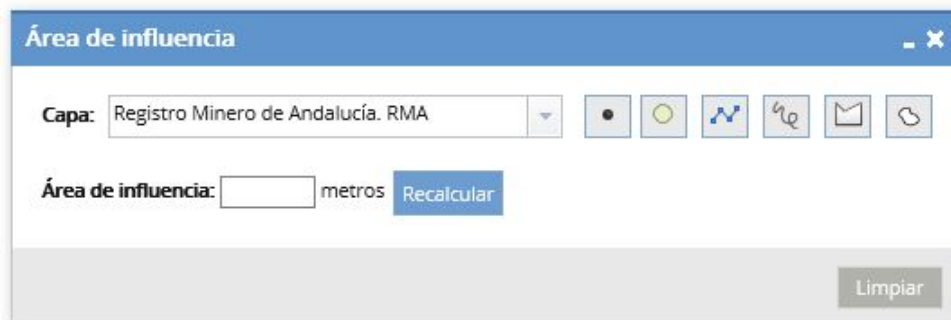 Área de influencia
Capa: Registro Minero de Andalucía. RMA
Área de influencia: metros Recalcular
Limpiar